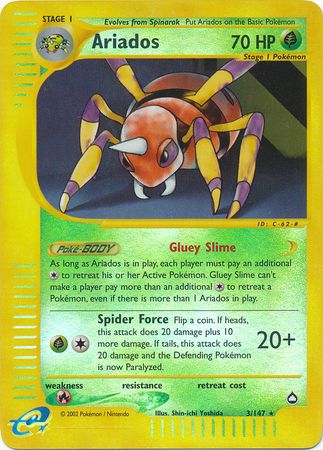 STAGE 1
Evolves from Spinarak Put Ariados on the Basic Pokémon
Ariados 70 HP
Stage 1 Pokémon
ID: C-62-#
Poké-BODY Gluey Slime
As long as Ariados is in play, each player must pay an additional
to retreat his or her Active Pokémon. Gluey Slime can't
make a player pay more than an additional to retreat a
Pokémon, even if there is more than 1 Ariados in play.
Spider Force Flip a coin. If heads,
this attack does 20 damage plus 10
more damage. If tails, this attack does
20 damage and the Defending Pokémon
is now Paralyzed.
20+
weakness resistance retreat cost
e
©2002 Pokémon / Nintendo Illus. Shin-ichi Yoshida 3/147 ★